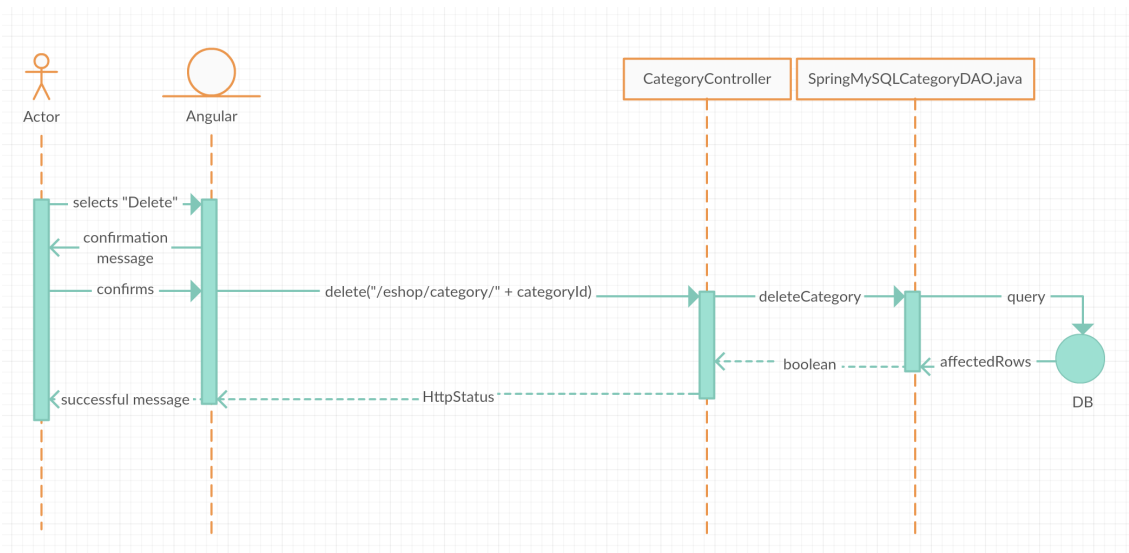 CategoryController
SpringMySQLCategoryDAO.java
Actor
Angular
selects "Delete"
confirmation
message
confirms
delete("/eshop/category/" + categoryId)
deleteCategory
query
boolean
affectedRows
successful message
HttpStatus
DB